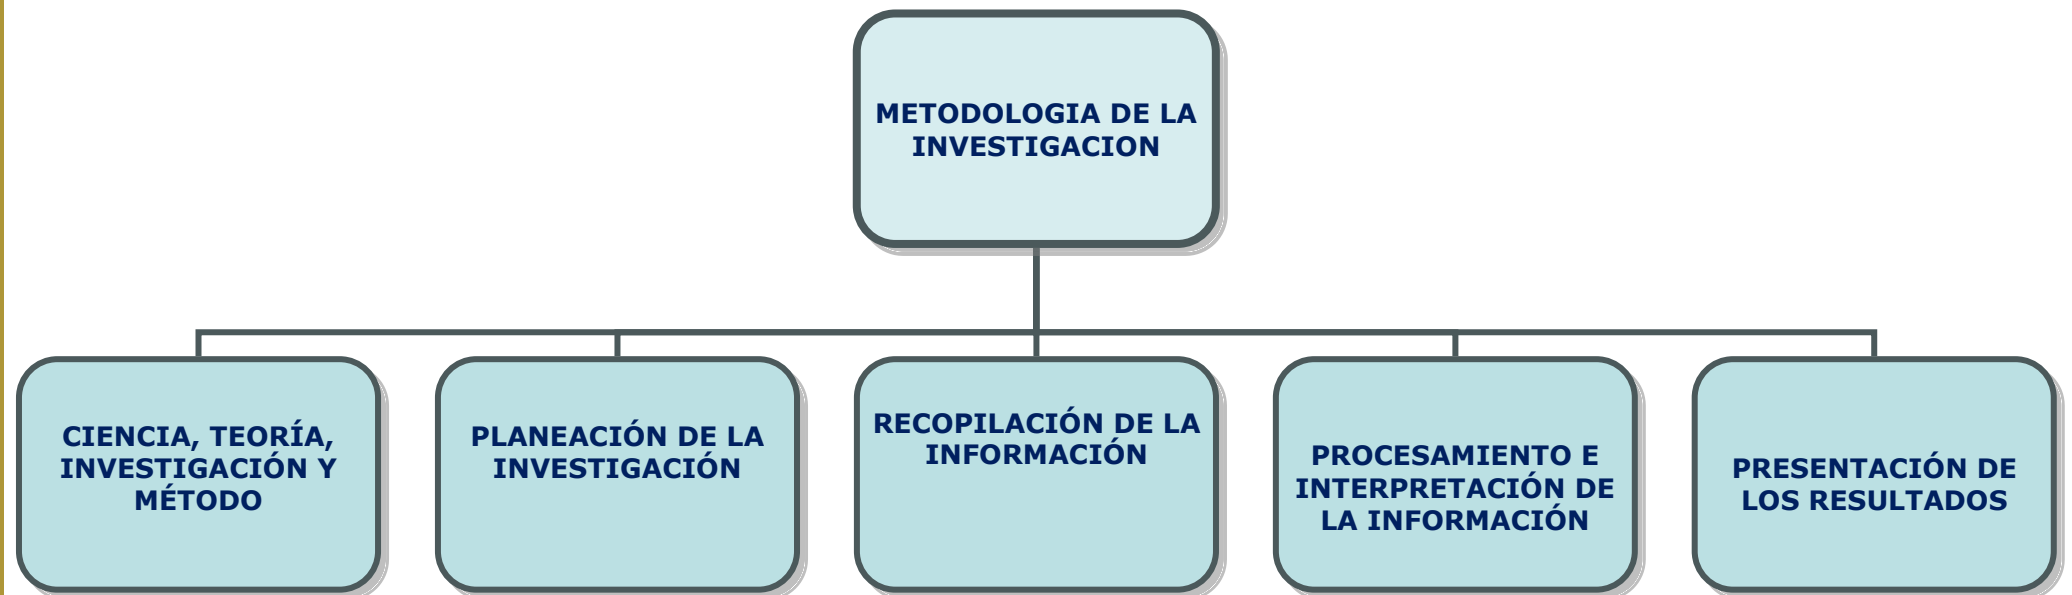 METODOLOGIA DE LA
INVESTIGACION
CIENCIA, TEORÍA,
INVESTIGACIÓN Y
MÉTODO
PLANEACIÓN DE LA
INVESTIGACIÓN
RECOPILACIÓN DE LA
INFORMACIÓN
PROCESAMIENTO E
INTERPRETACIÓN DE
LA INFORMACIÓN
PRESENTACIÓN DE
LOS RESULTADOS